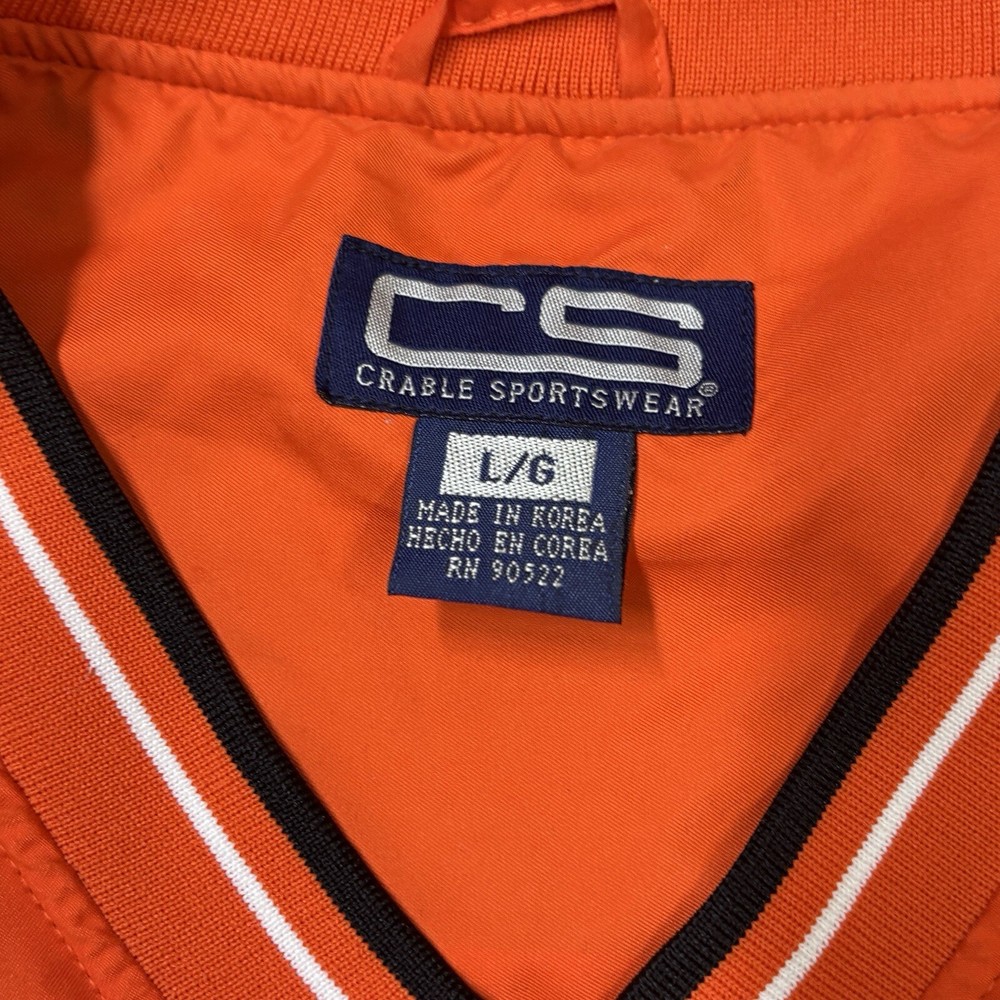 CS
CRABLE SPORTSWEAR®
L/G
MADE IN KOREA
HECHO EN COREA
RN 90522